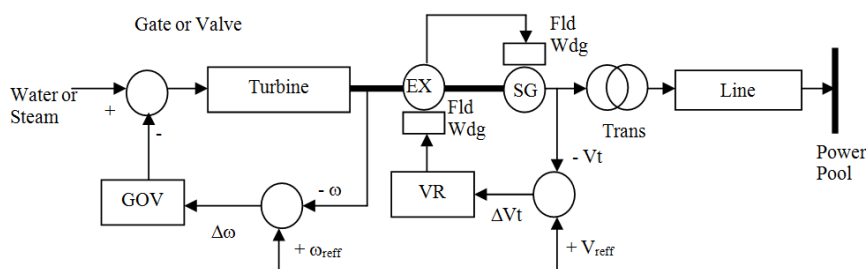 Gate or Valve
Fld
Wdg
Water or
Steam
+
-
Turbine
EX
SG
Line
Fld
Wdg
Trans
Power
Pool
GOV
- ω
VR
- Vt
Δω
ΔVt
+ ωreff
+ Vreff